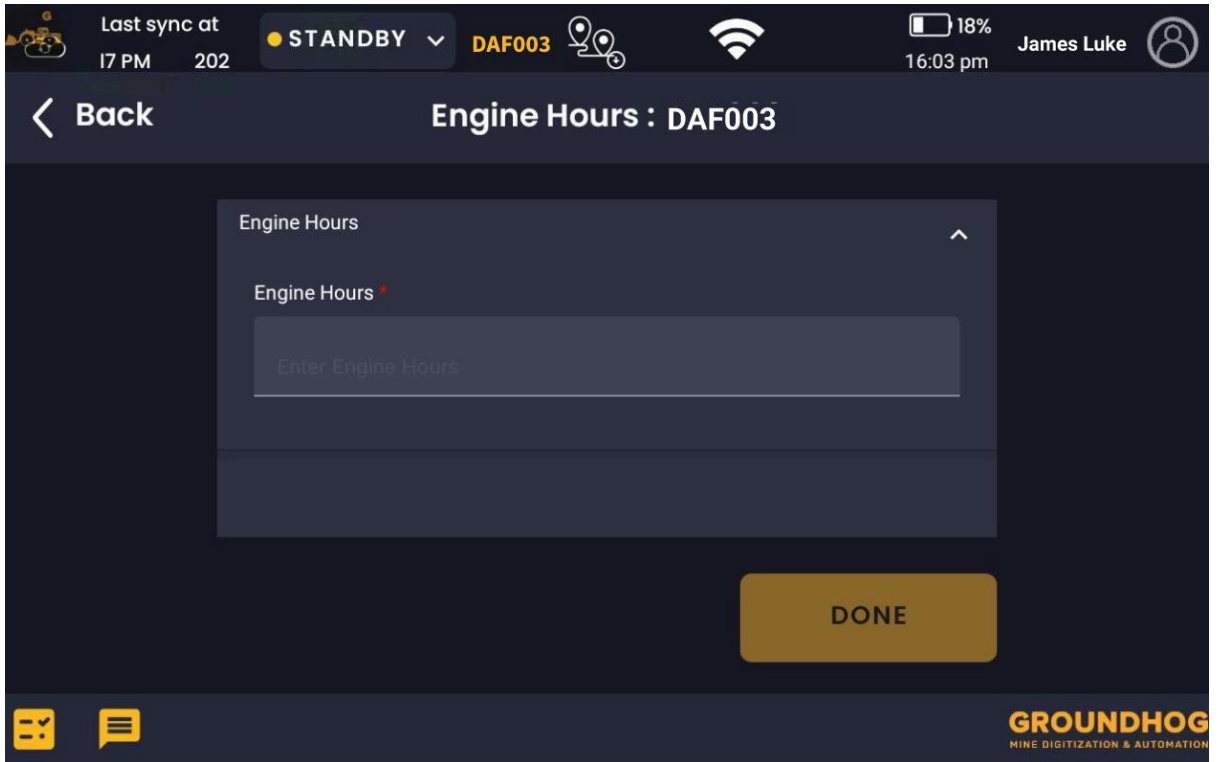 G
Last sync at
17 PM 202
STANDBY
DAF003
18%
16:03 pm
James Luke
Back
Engine Hours : DAF003
Engine Hours
Engine Hours *
Enter Engine Hours
DONE
GROUNDHOG
MINE DIGITIZATION & AUTOMATION